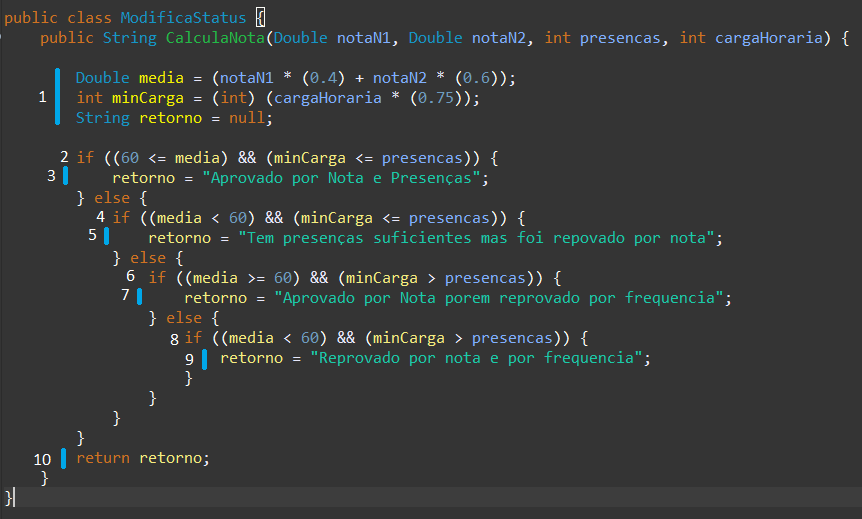 public class ModificaStatus {
public String CalculaNota(Double notaN1, Double notaN2, int presencas, int cargaHoraria) {
Double media = (notaN1 * (0.4) + notaN2 * (0.6));
1 int minCarga = (int) (cargaHoraria * (0.75));
String retorno = null;
2 if ((60 <= media) && (minCarga <= presencas)) {
3 retorno = "Aprovado por Nota e Presenças";
} else {
4 if ((media < 60) && (minCarga <= presencas)) {
5 retorno = "Tem presenças suficientes mas foi repovado por nota";
} else {
6 if ((media >= 60) && (minCarga > presencas)) {
7 retorno = "Aprovado por Nota porem reprovado por frequencia";
} else {
8 if ((media < 60) && (minCarga > presencas)) {
9 retorno = "Reprovado por nota e por frequencia";
}
}
}
}
10 return retorno;
}
}